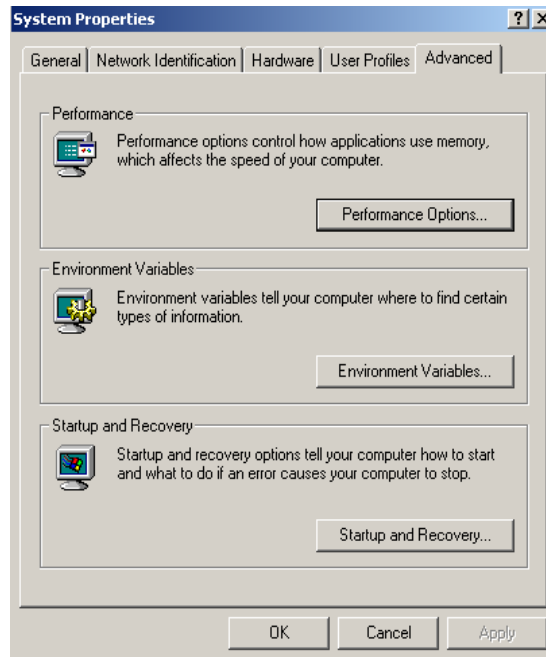 System Properties
General
Network Identification
Hardware
User Profiles
Advanced
Performance
Performance options control how applications use memory,
which affects the speed of your computer.
Performance Options...
Environment Variables
Environment variables tell your computer where to find certain
types of information.
Environment Variables...
Startup and Recovery
Startup and recovery options tell your computer how to start
and what to do if an error causes your computer to stop.
Startup and Recovery...
OK
Cancel
Apply